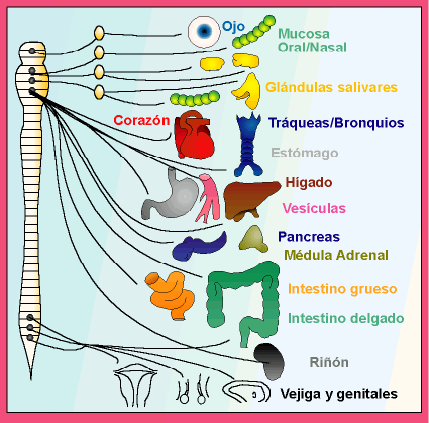 Ojo
Mucosa
Oral/Nasal
Glándulas salivares
Corazón
Tráqueas/Bronquios
Estómago
Hígado
Vesículas
Pancreas
Médula Adrenal
Intestino grueso
Intestino delgado
Riñón
Vejiga y genitales